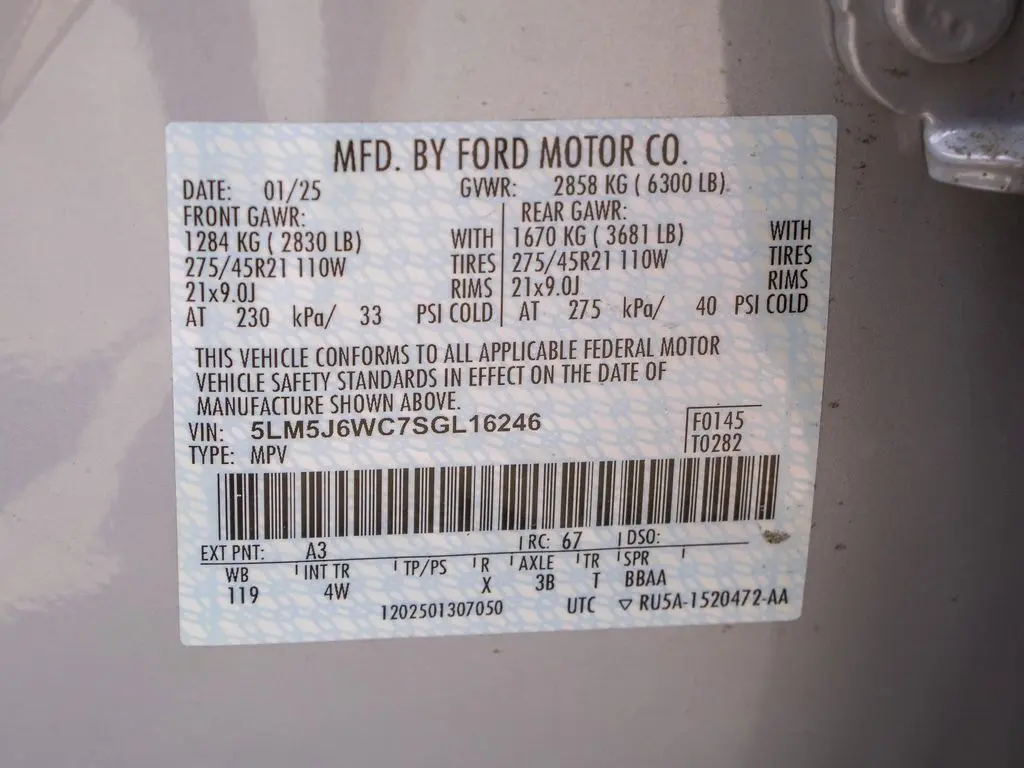 MFD. BY FORD MOTOR CO.
DATE: 01/25 GVWR: 2858 KG ( 6300 LB)
FRONT GAWR: REAR GAWR:
1284 KG ( 2830 LB) WITH 1670 KG ( 3681 LB) WITH
275/45R21 110W TIRES 275/45R21 110W TIRES
21x9.0J RIMS 21x9.0J RIMS
AT 230 kPa/ 33 PSI COLD AT 275 kPa/ 40 PSI COLD
THIS VEHICLE CONFORMS TO ALL APPLICABLE FEDERAL MOTOR
VEHICLE SAFETY STANDARDS IN EFFECT ON THE DATE OF
MANUFACTURE SHOWN ABOVE.
VIN: 5LM5J6WC7SGL16246 F0145
TYPE: MPV T0282
EXT PNT: A3 RC: 67 DSO:
WB INT TR TP/PS R AXLE TR SPR
119 4W X 3B T BBAA
1202501307050 UTC ▽ RU5A-1520472-AA